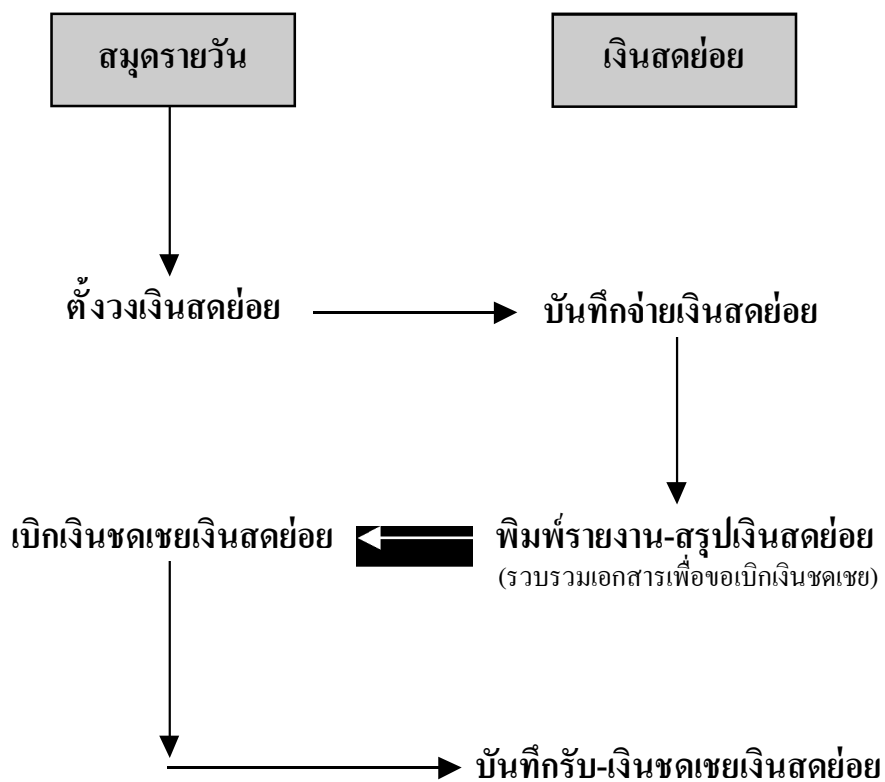 สมุดรายวัน
เงินสดย่อย
ตั้งวงเงินสดย่อย
บันทึกจ่ายเงินสดย่อย
เบิกเงินชดเชยเงินสดย่อย
พิมพ์รายงาน-สรุปเงินสดย่อย
(รวบรวมเอกสารเพื่อขอเบิกเงินชดเชย)
บันทึกรับ-เงินชดเชยเงินสดย่อย